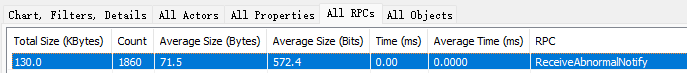 Chart, Filters, Details All Actors All Properties All RPCs All Objects
Total Size (KBytes) Count Average Size (Bytes) Average Size (Bits) Time (ms) Average Time (ms) RPC
130.0 1860 71.5 572.4 0.00 0.0000 ReceiveAbnormalNotify